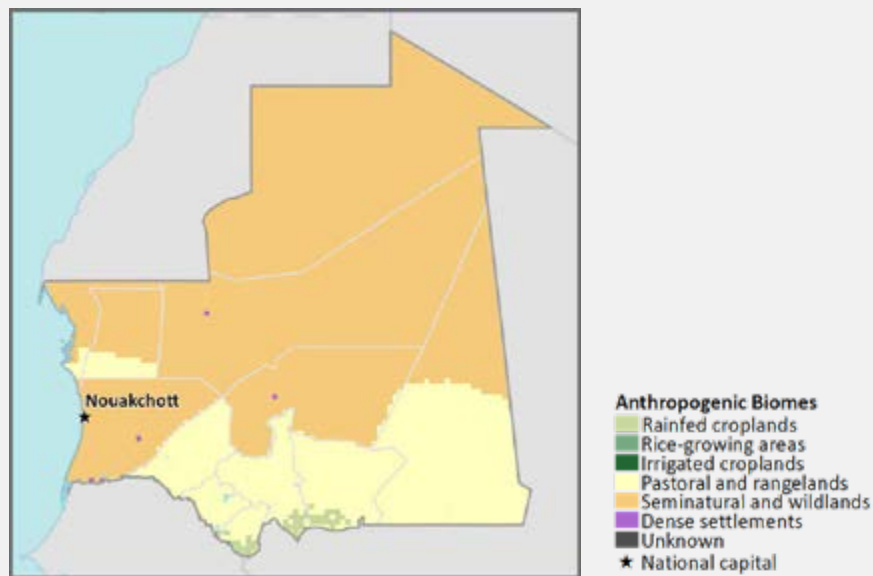 Nouakchott
Anthropogenic Biomes
Rainfed croplands
Rice-growing areas
Irrigated croplands
Pastoral and rangelands
Seminatural and wildlands
Dense settlements
Unknown
National capital